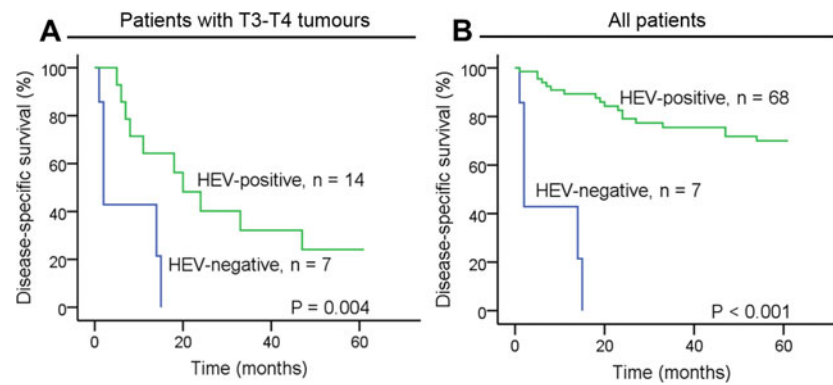 A
Patients with T3-T4 tumours
Disease-specific survival (%)
100
80
60
40
20
0
HEV-positive, n = 14
HEV-negative, n = 7
P = 0.004
0 20 40 60
Time (months)
B
All patients
Disease-specific survival (%)
100
80
60
40
20
0
HEV-positive, n = 68
HEV-negative, n = 7
P < 0.001
0 20 40 60
Time (months)